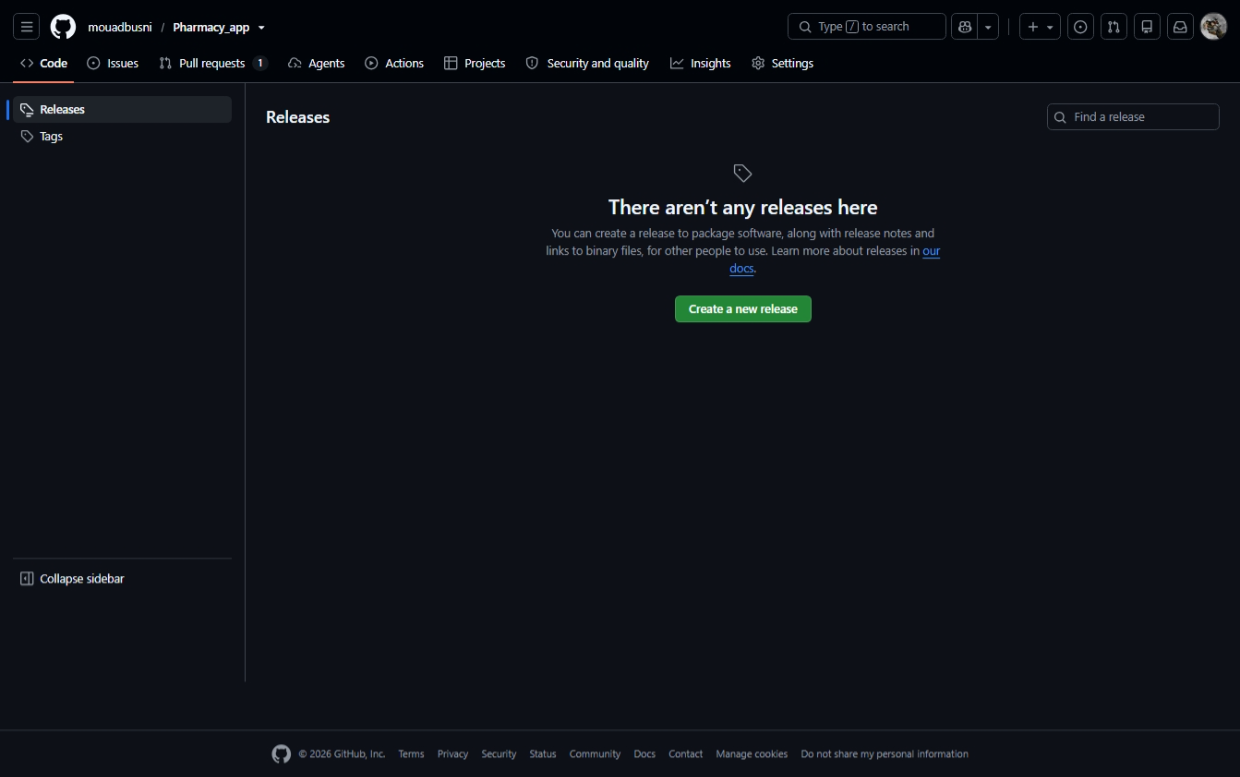 mouadbusni / Pharmacy_app
Type / to search
Code Issues Pull requests 1 Agents Actions Projects Security and quality Insights Settings
Releases
Tags
Releases
Find a release
There aren't any releases here
You can create a release to package software, along with release notes and
links to binary files, for other people to use. Learn more about releases in our
docs.
Create a new release
Collapse sidebar
© 2026 GitHub, Inc. Terms Privacy Security Status Community Docs Contact Manage cookies Do not share my personal information